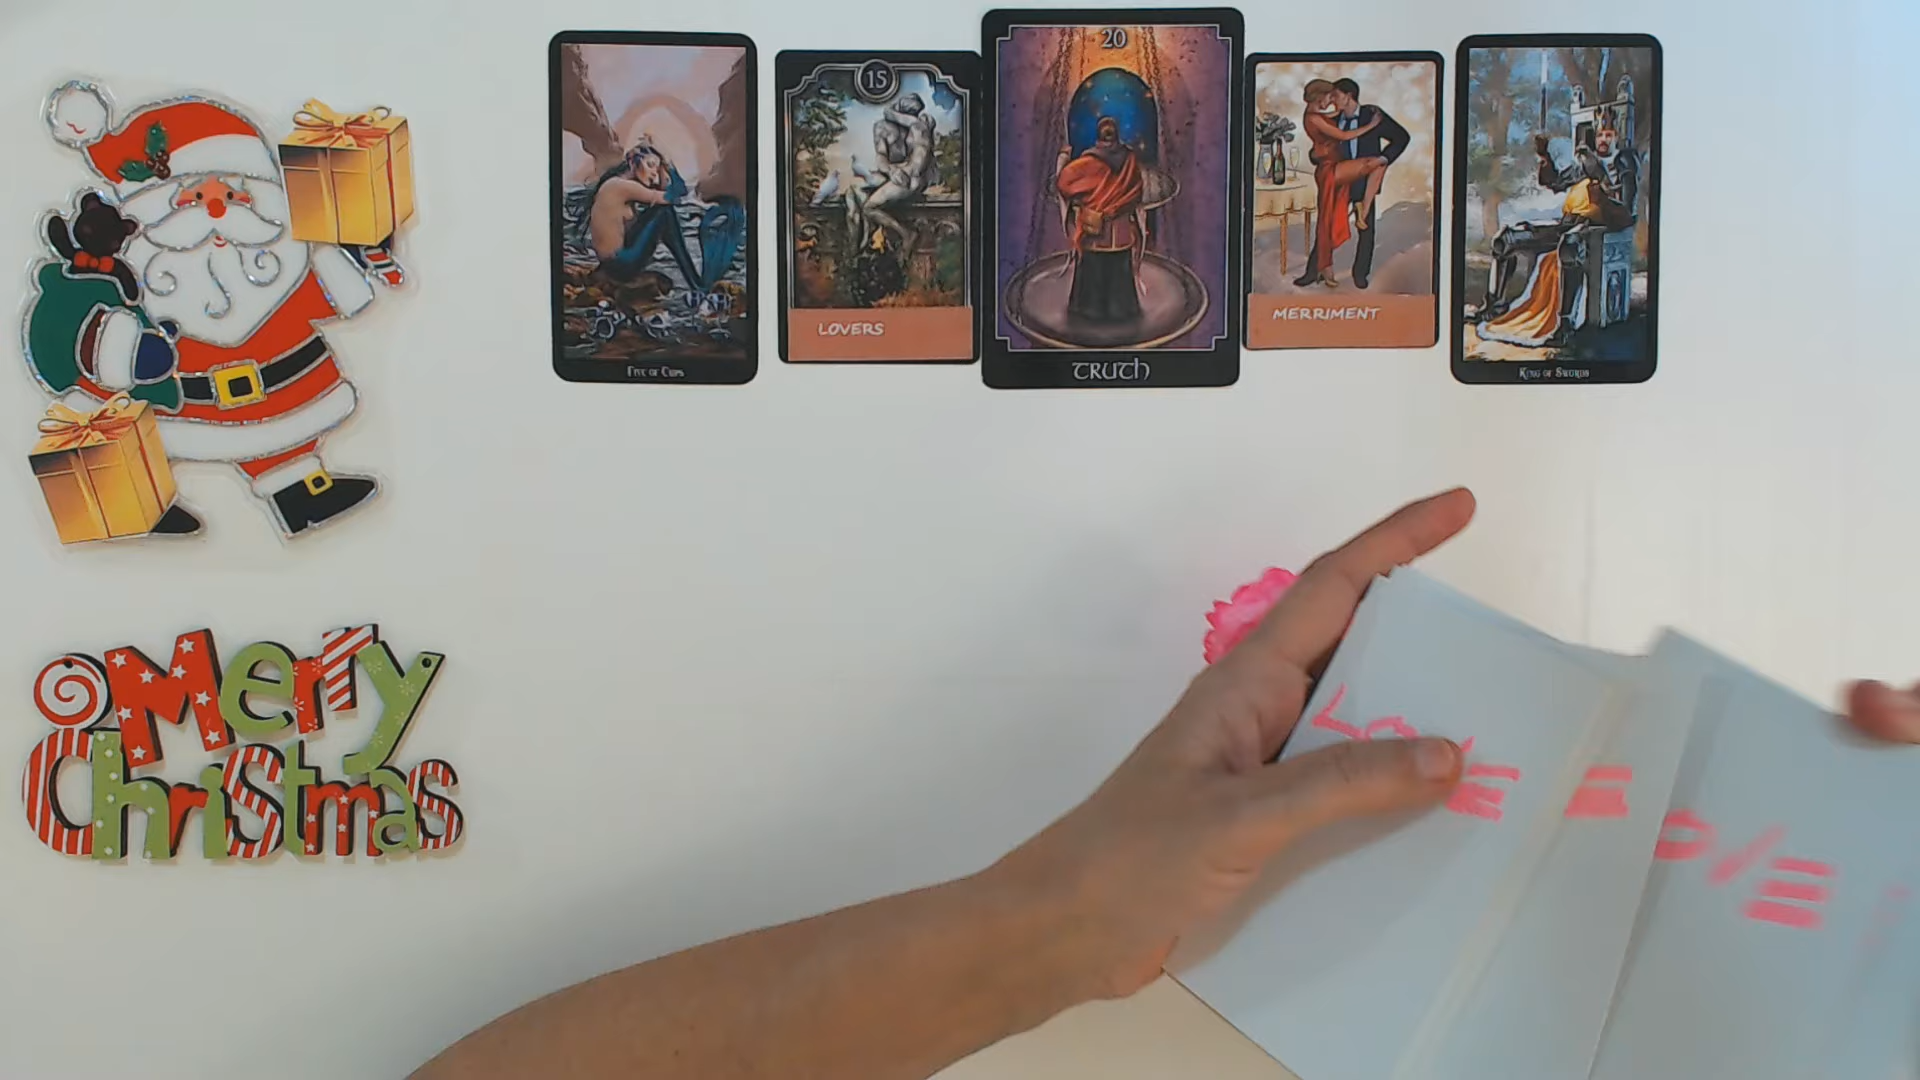 20
15
FIVE OF CUPS
LOVERS
TRUTH
MERRIMENT
KING OF SWORDS
Merry
Christmas